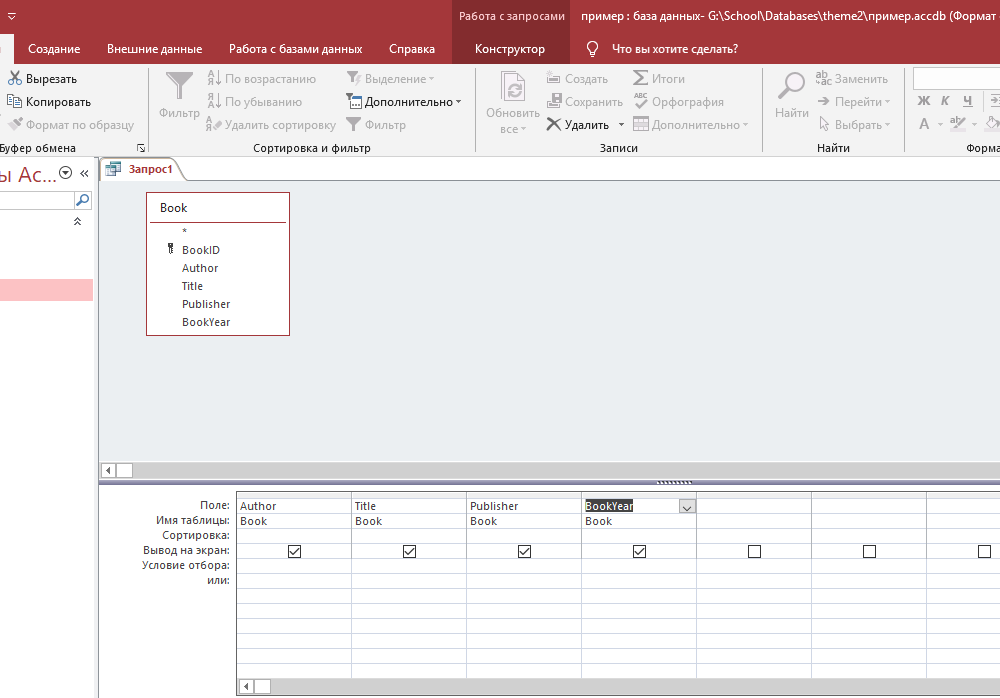 Работа с запросами
пример : база данных- G:\School\Databases\theme2\пример.accdb (Формат
Создание Внешние данные Работа с базами данных Справка Конструктор Что вы хотите сделать?
Вырезать
Копировать
Формат по образцу
Буфер обмена
Фильтр
По возрастанию
По убыванию
Удалить сортировку
Выделение
Дополнительно
Фильтр
Сортировка и фильтр
Обновить
все
Создать
Сохранить
Удалить
Итоги
Орфография
Дополнительно
Записи
Найти
Заменить
Перейти
Выбрать
Найти
Ж К Ч
А
Форма
ы Ac...
Запрос1
Book
*
BookID
Author
Title
Publisher
BookYear
Поле: Author Title Publisher BookYear
Имя таблицы: Book Book Book Book
Сортировка:
Вывод на экран:
Условие отбора:
или: